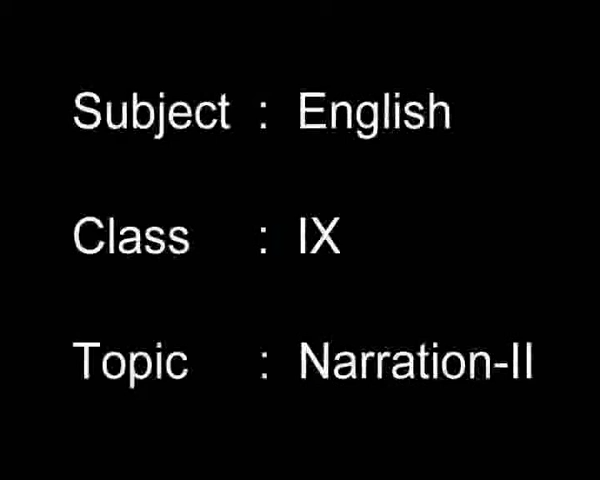 Subject : English
Class : IX
Topic : Narration-II